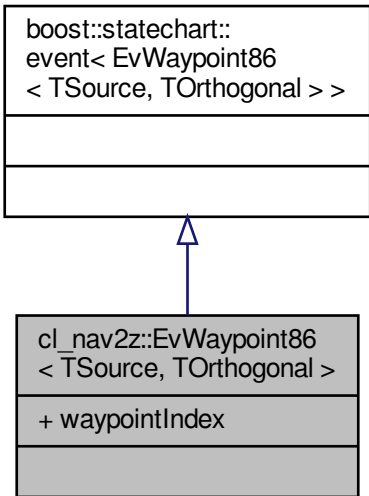 boost::statechart::
event< EvWaypoint86
< TSource, TOrthogonal > >
cl_nav2z::EvWaypoint86
< TSource, TOrthogonal >
+ waypointIndex